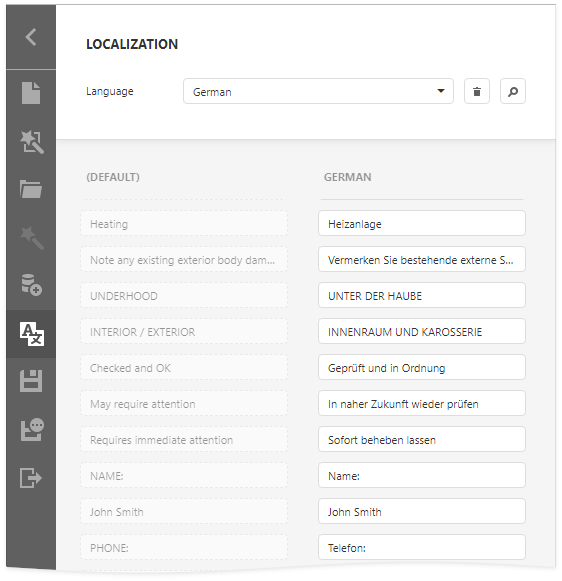 LOCALIZATION
Language German
(DEFAULT) GERMAN
Heating Heizanlage
Note any existing exterior body dam... Vermerken Sie bestehende externe S...
UNDERHOOD UNTER DER HAUBE
INTERIOR / EXTERIOR INNENRAUM UND KAROSSERIE
Checked and OK Geprüft und in Ordnung
May require attention In naher Zukunft wieder prüfen
Requires immediate attention Sofort beheben lassen
NAME: Name:
John Smith John Smith
PHONE: Telefon: